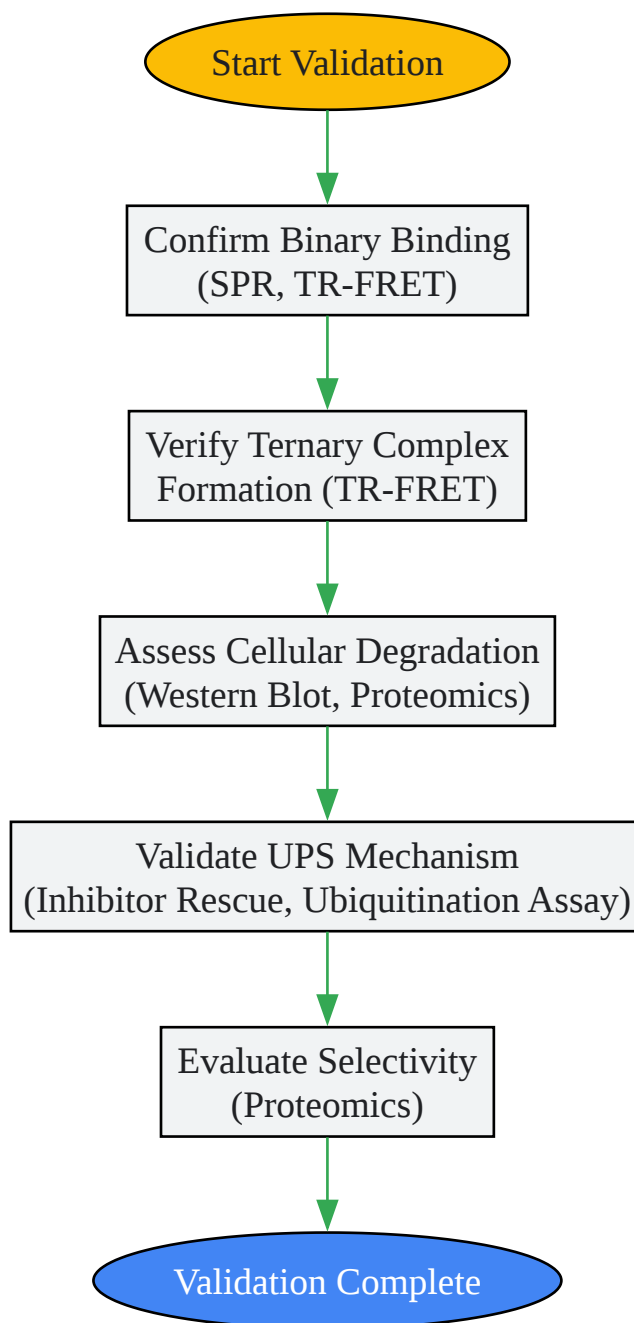 Start Validation
Confirm Binary Binding
(SPR, TR-FRET)
Verify Ternary Complex
Formation (TR-FRET)
Assess Cellular Degradation
(Western Blot, Proteomics)
Validate UPS Mechanism
(Inhibitor Rescue, Ubiquitination Assay)
Evaluate Selectivity
(Proteomics)
Validation Complete